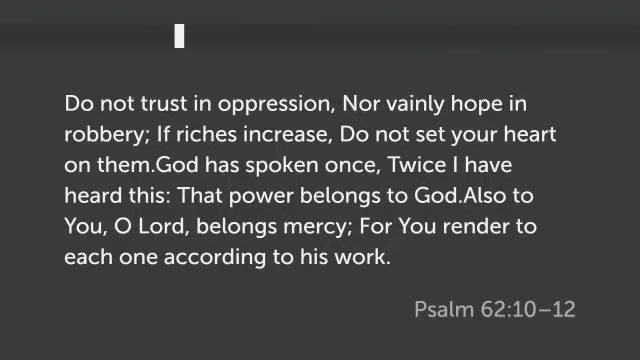 Do not trust in oppression, Nor vainly hope in
robbery; If riches increase, Do not set your heart
on them.God has spoken once, Twice I have
heard this: That power belongs to God.Also to
You, O Lord, belongs mercy; For You render to
each one according to his work.
Psalm 62:10–12